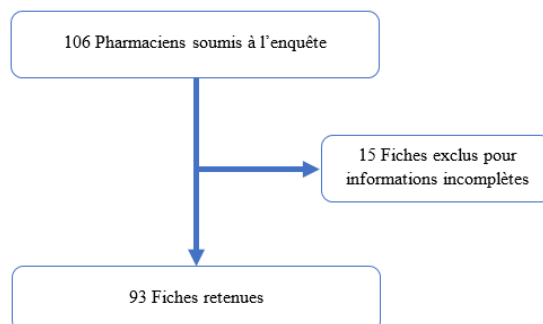 106 Pharmaciens soumis à l’enquête
15 Fiches exclus pour
informations incomplètes
93 Fiches retenues